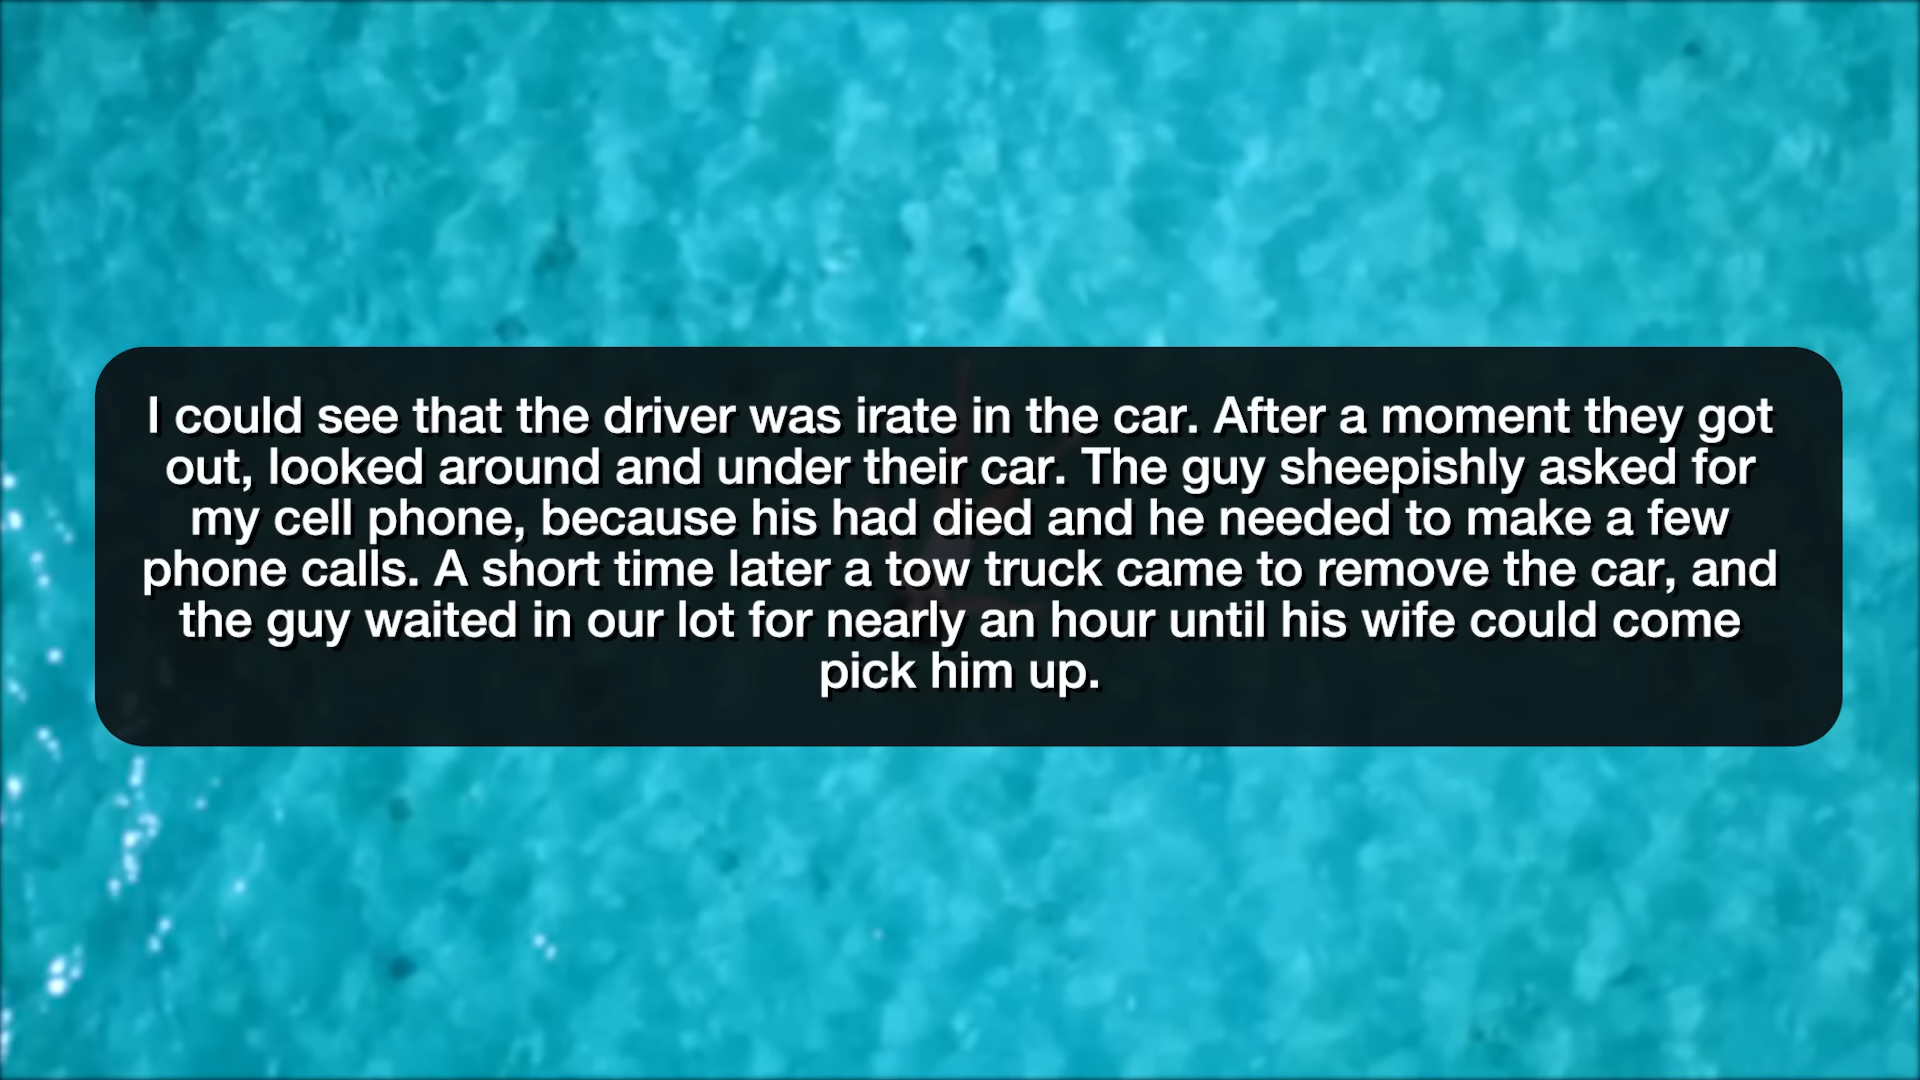 I could see that the driver was irate in the car. After a moment they got
out, looked around and under their car. The guy sheepishly asked for
my cell phone, because his had died and he needed to make a few
phone calls. A short time later a tow truck came to remove the car, and
the guy waited in our lot for nearly an hour until his wife could come
pick him up.